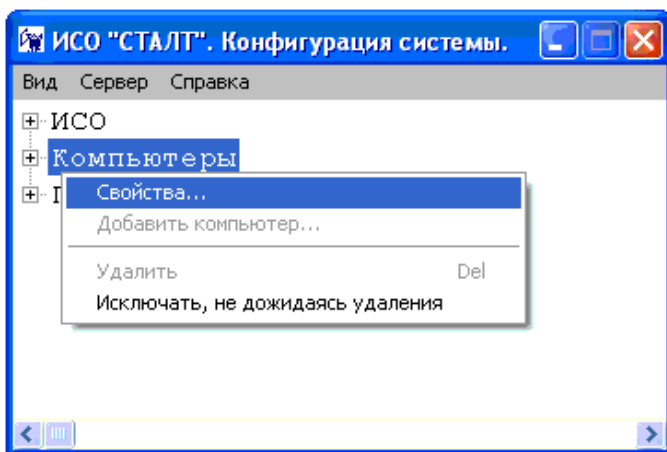 ИСО "СТАЛТ". Конфигурация системы.
Вид Сервер Справка
ИСО
Компьютеры
Свойства...
Добавить компьютер...
Удалить Del
Исключать, не дожидаясь удаления